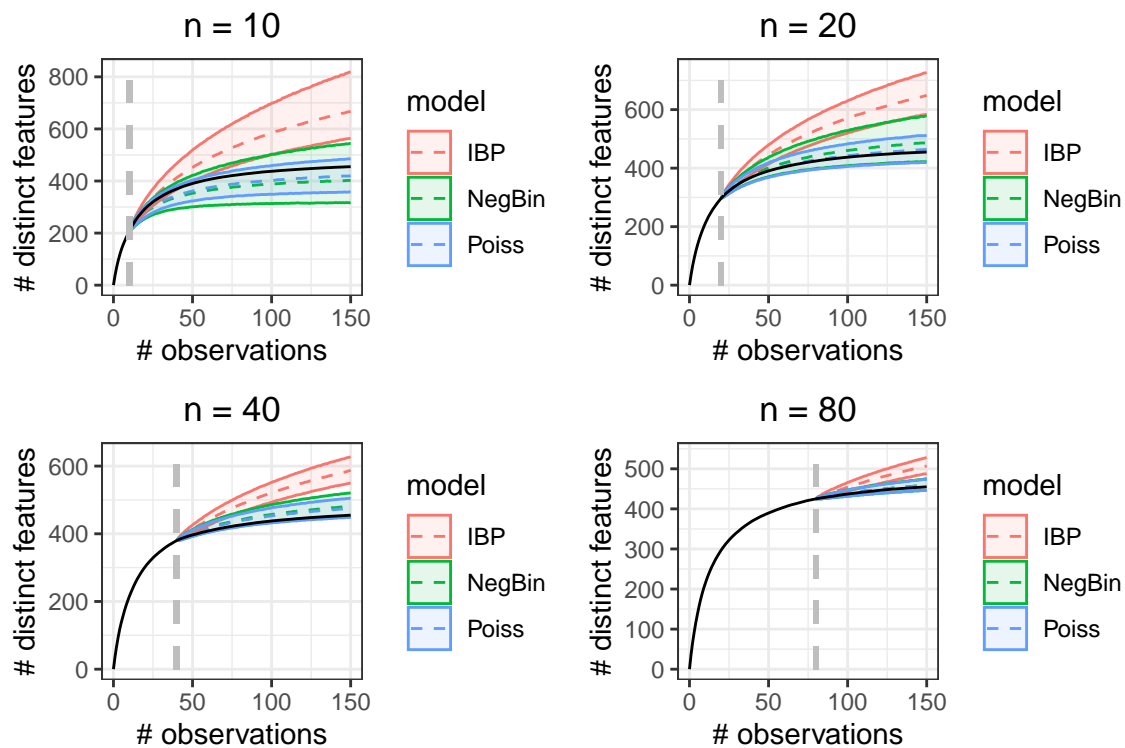 n = 10
# distinct features
800
600
400
200
0
0 50 100 150
# observations
model
IBP
NegBin
Poiss
n = 20
# distinct features
600
400
200
0
0 50 100 150
# observations
model
IBP
NegBin
Poiss
n = 40
# distinct features
600
400
200
0
0 50 100 150
# observations
model
IBP
NegBin
Poiss
n = 80
# distinct features
500
400
300
200
100
0
0 50 100 150
# observations
model
IBP
NegBin
Poiss